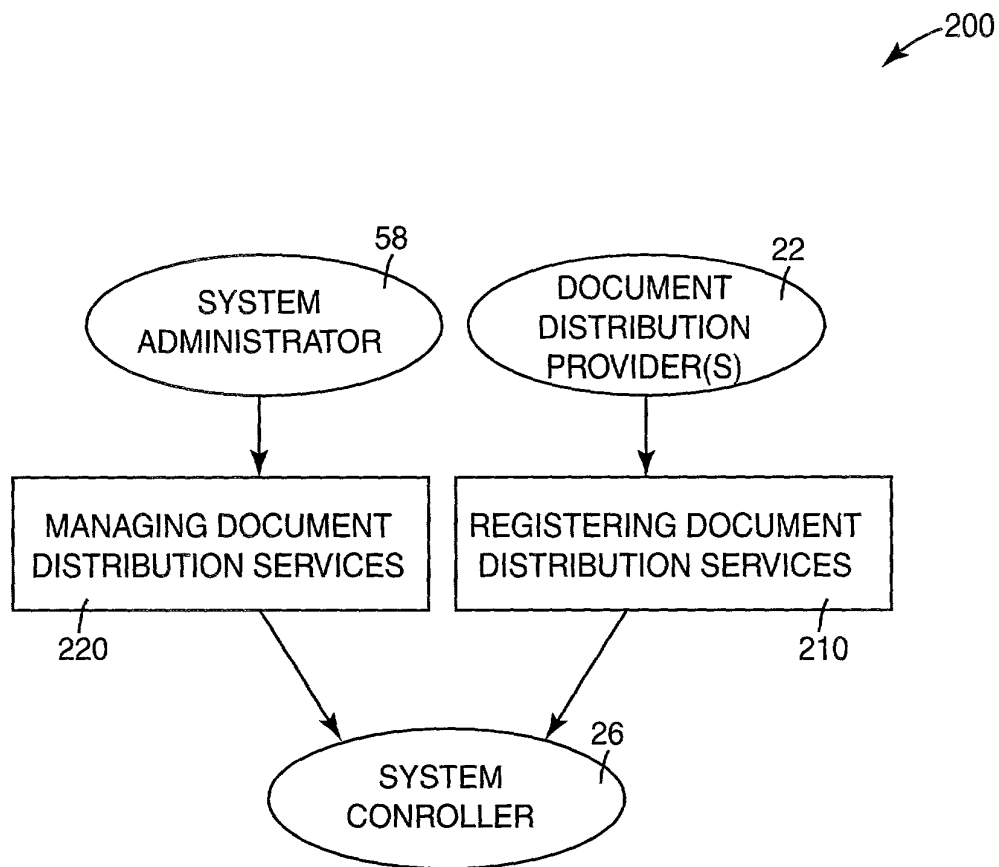 200
58
SYSTEM
ADMINISTRATOR
22
DOCUMENT
DISTRIBUTION
PROVIDER(S)
MANAGING DOCUMENT
DISTRIBUTION SERVICES
220
REGISTERING DOCUMENT
DISTRIBUTION SERVICES
210
26
SYSTEM
CONROLLER